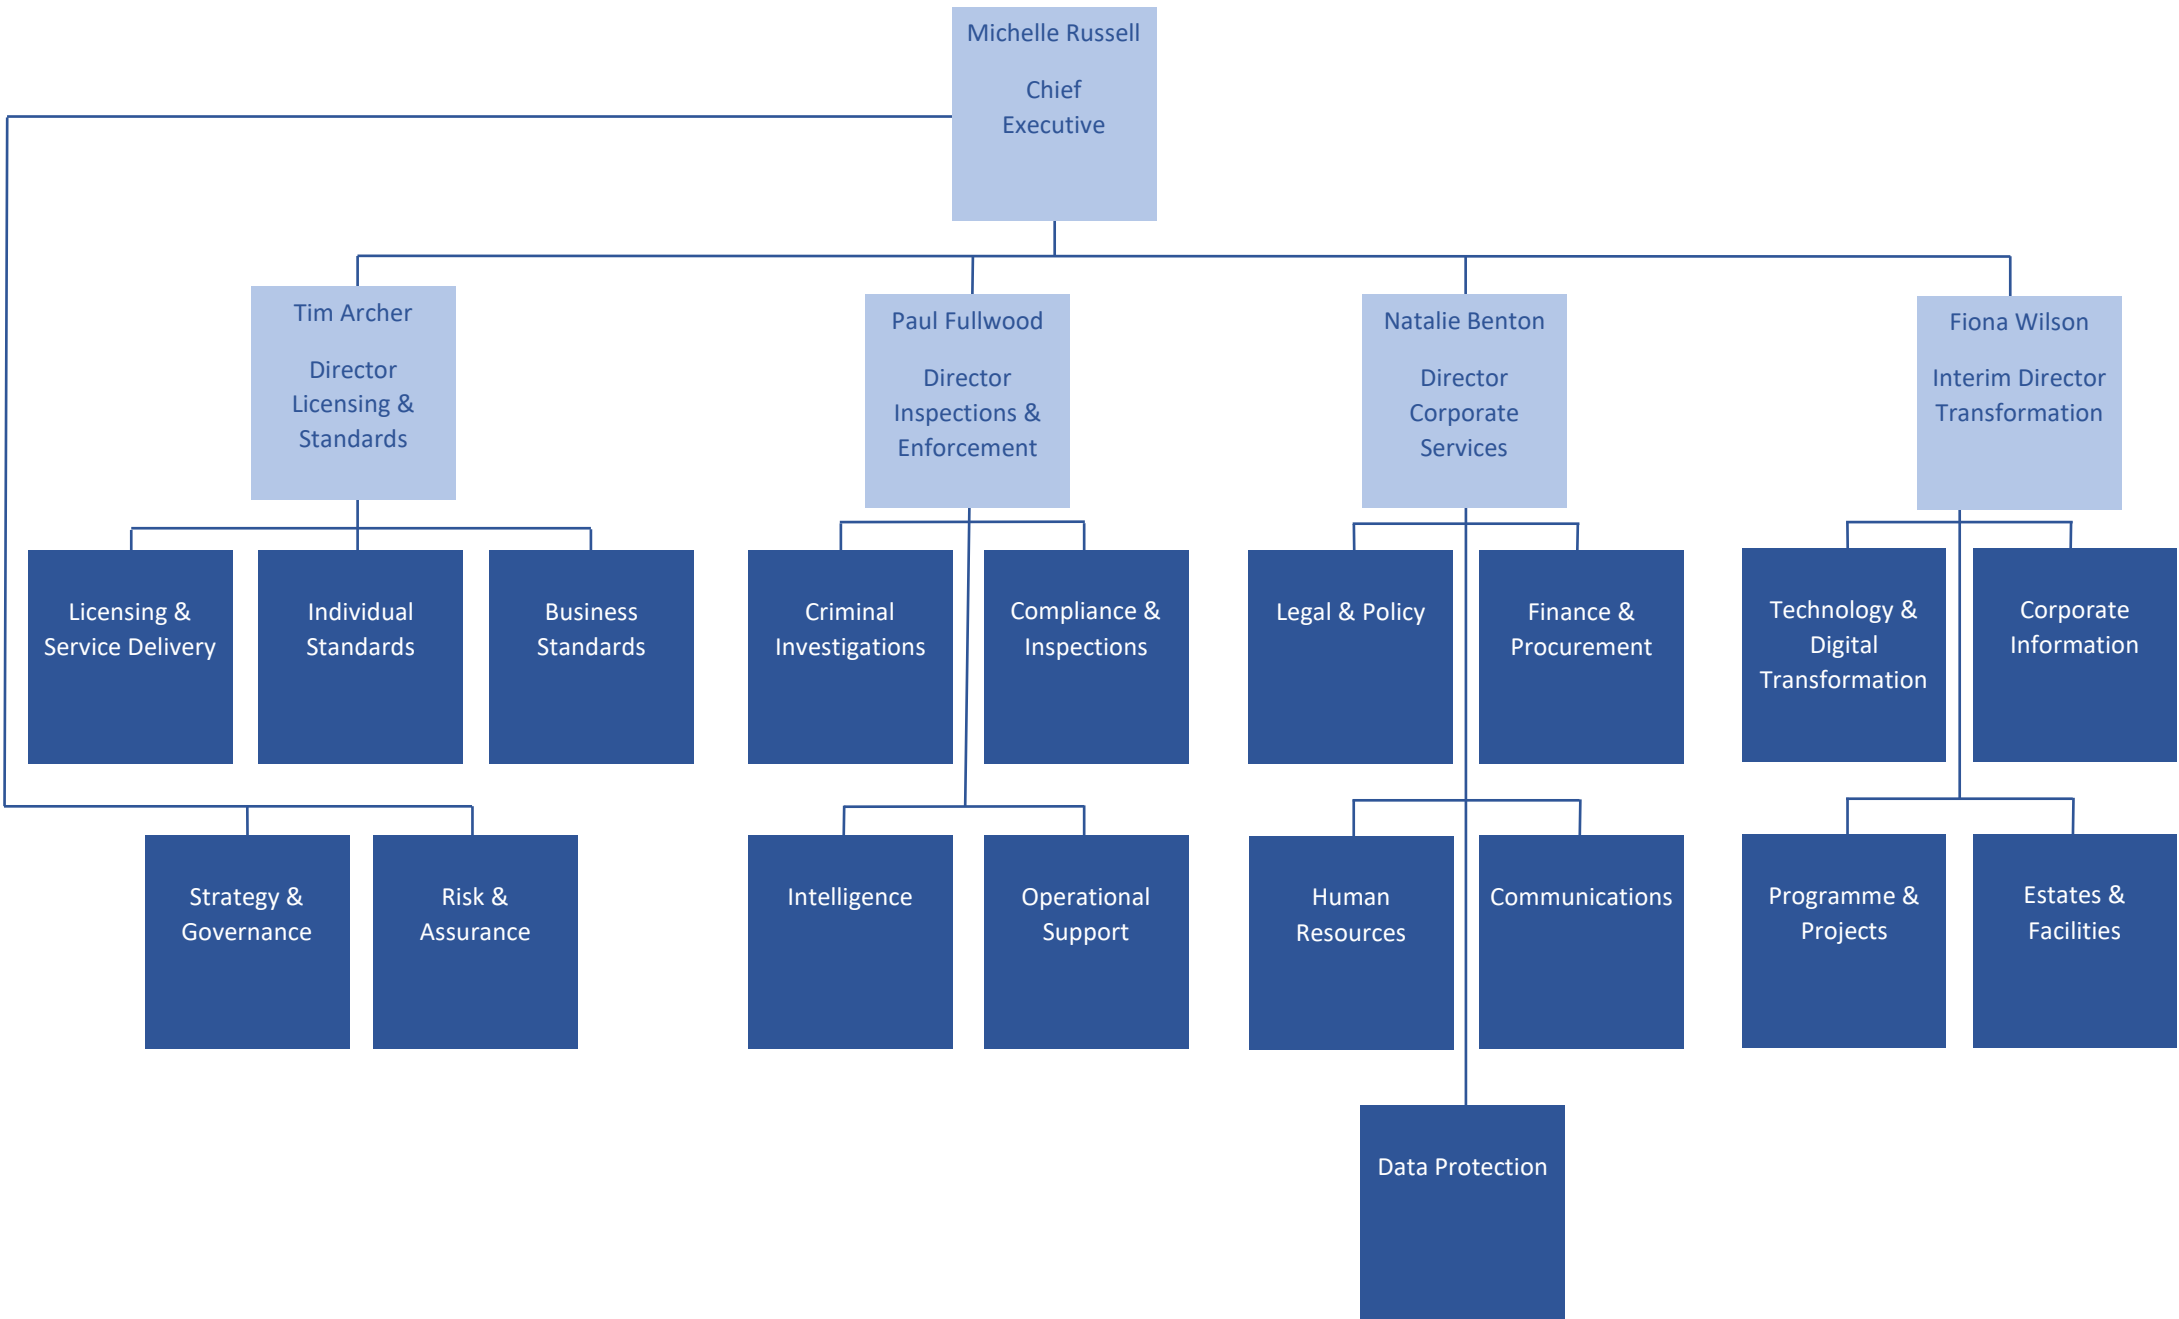 Michelle Russell
Chief
Executive
Tim Archer
Director
Licensing &
Standards
Paul Fullwood
Director
Inspections &
Enforcement
Natalie Benton
Director
Corporate
Services
Fiona Wilson
Interim Director
Transformation
Licensing &
Service Delivery
Individual
Standards
Business
Standards
Criminal
Investigations
Compliance &
Inspections
Legal & Policy
Finance &
Procurement
Technology &
Digital
Transformation
Corporate
Information
Strategy &
Governance
Risk &
Assurance
Intelligence
Operational
Support
Human
Resources
Communications
Programme &
Projects
Estates &
Facilities
Data Protection